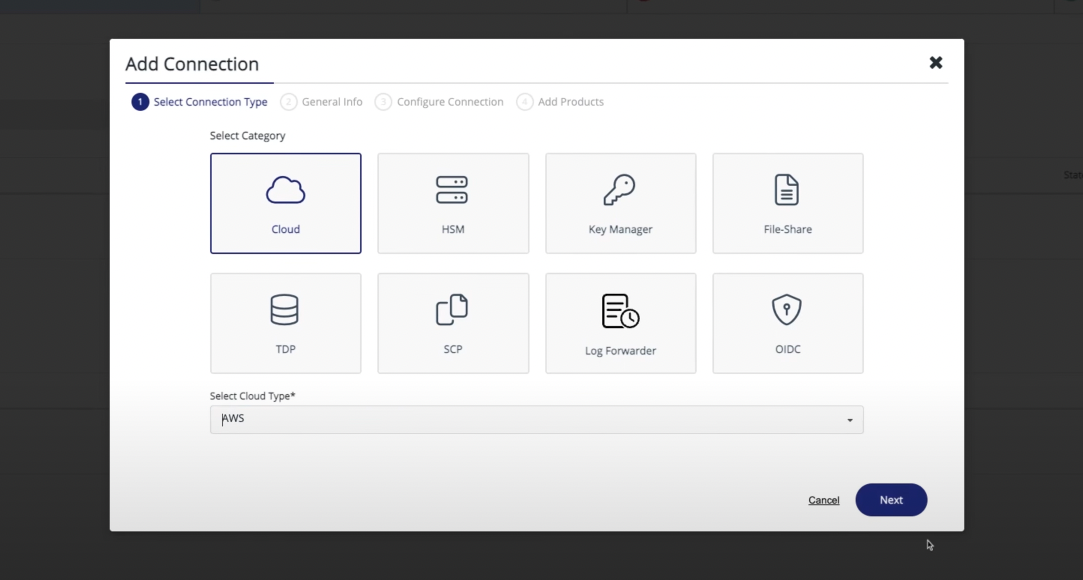 Add Connection
1 Select Connection Type 2 General Info 3 Configure Connection 4 Add Products
Select Category
Cloud HSM Key Manager File-Share
TDP SCP Log Forwarder OIDC
Select Cloud Type*
AWS
Cancel Next